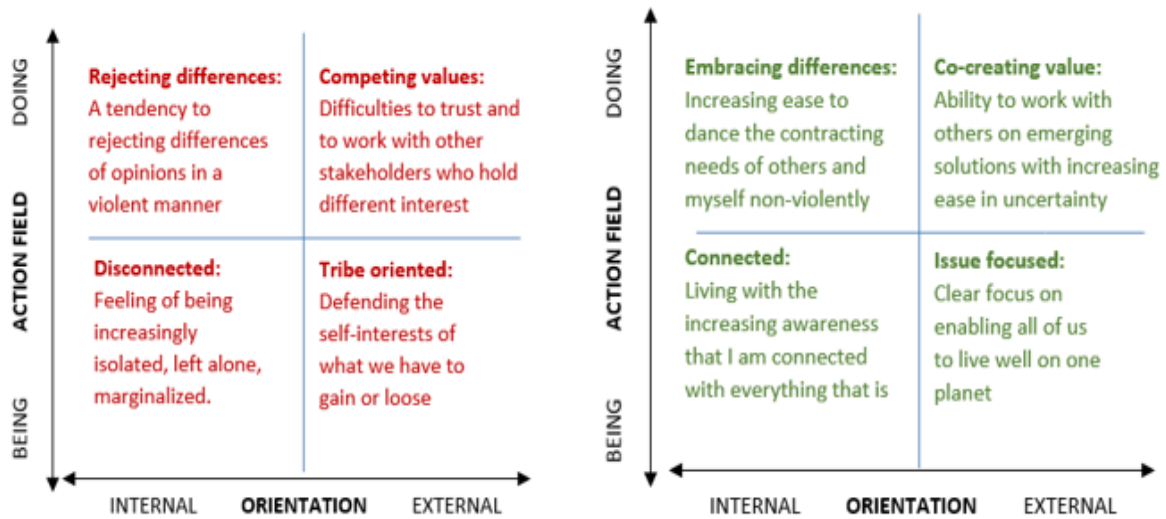 DOING
ACTION FIELD
BEING
Rejecting differences:
A tendency to
rejecting differences
of opinions in a
violent manner
Competing values:
Difficulties to trust and
to work with other
stakeholders who hold
different interest
Disconnected:
Feeling of being
increasingly
isolated, left alone,
marginalized.
Tribe oriented:
Defending the
self-interests of
what we have to
gain or loose
INTERNAL ORIENTATION EXTERNAL
DOING
ACTION FIELD
BEING
Embracing differences:
Increasing ease to
dance the contracting
needs of others and
myself non-violently
Co-creating value:
Ability to work with
others on emerging
solutions with increasing
ease in uncertainty
Connected:
Living with the
increasing awareness
that I am connected
with everything that is
Issue focused:
Clear focus on
enabling all of us
to live well on one
planet
INTERNAL ORIENTATION EXTERNAL